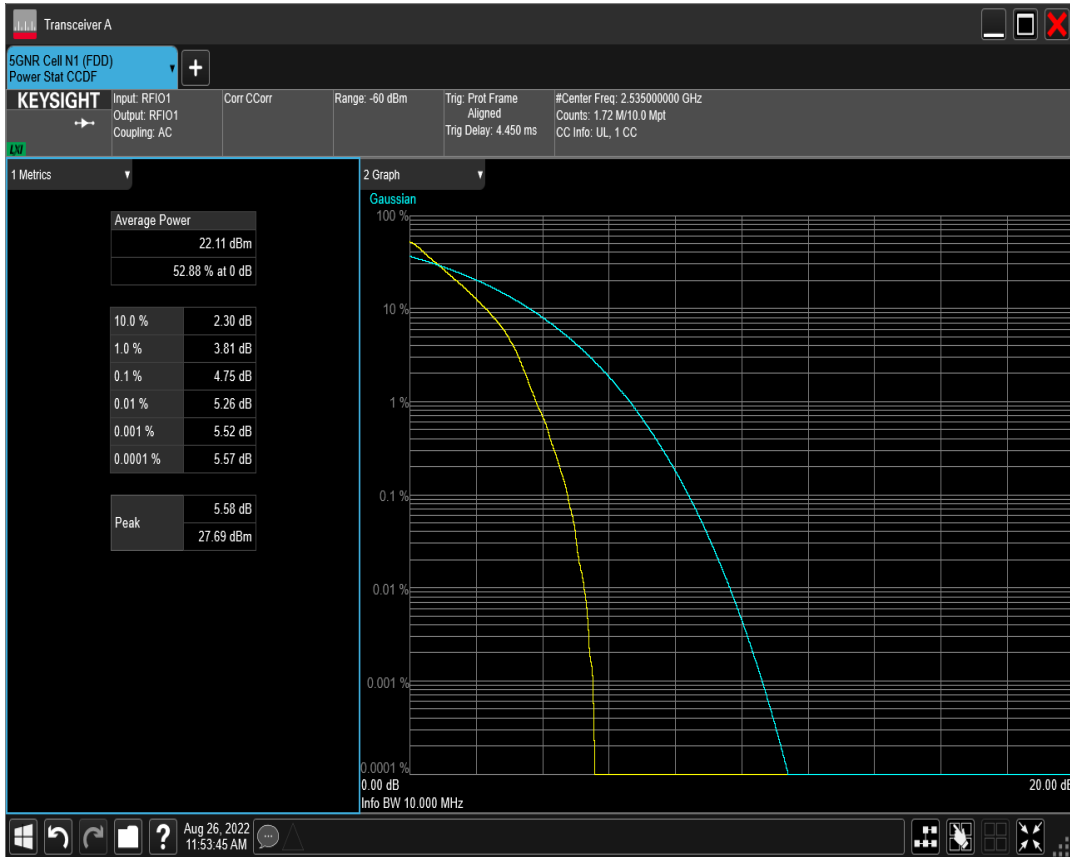 Transceiver A
5GNR Cell N1 (FDD)
Power Stat CCDF
+
KEYSIGHT
LXI
Input: RFIO1
Output: RFIO1
Coupling: AC
Corr CCorr
Range: -60 dBm
Trig: Prot Frame
Aligned
Trig Delay: 4.450 ms
#Center Freq: 2.535000000 GHz
Counts: 1.72 M/10.0 Mpt
CC Info: UL, 1 CC
1 Metrics
Average Power
22.11 dBm
52.88 % at 0 dB
10.0 % 2.30 dB
1.0 % 3.81 dB
0.1 % 4.75 dB
0.01 % 5.26 dB
0.001 % 5.52 dB
0.0001 % 5.57 dB
Peak
5.58 dB
27.69 dBm
2 Graph
Gaussian
100 %
10 %
1 %
0.1 %
0.01 %
0.001 %
0.0001 %
0.00 dB 20.00 dB
Info BW 10.000 MHz
?
Aug 26, 2022
11:53:45 AM